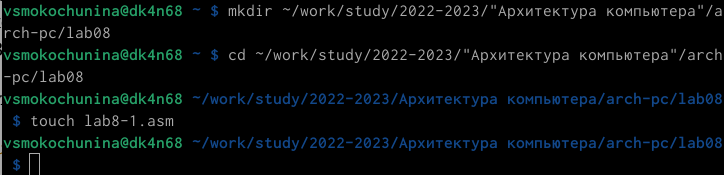 vsmokochunina@dk4n68 ~ $ mkdir ~/work/study/2022-2023/"Архитектура компьютера"/a
rch-pc/lab08
vsmokochunina@dk4n68 ~ $ cd ~/work/study/2022-2023/"Архитектура компьютера"/arch
-pc/lab08
vsmokochunina@dk4n68 ~/work/study/2022-2023/Архитектура компьютера/arch-pc/lab08
$ touch lab8-1.asm
vsmokochunina@dk4n68 ~/work/study/2022-2023/Архитектура компьютера/arch-pc/lab08
$